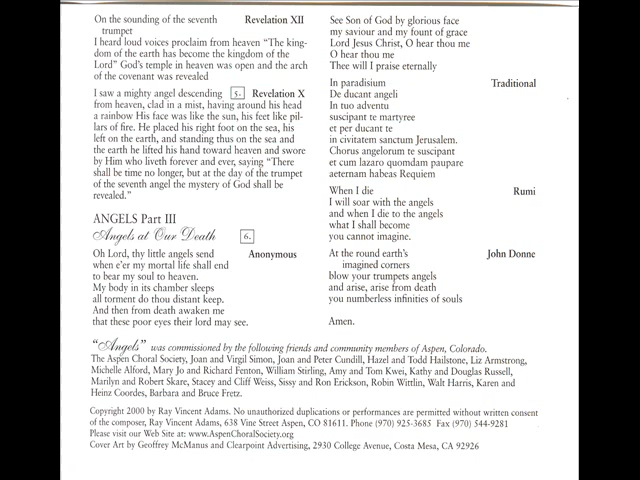 On the sounding of the seventh Revelation XII
trumpet
I heard loud voices proclaim from heaven “The king-
dom of the earth has become the kingdom of the
Lord” God's temple in heaven was open and the arch
of the covenant was revealed
I saw a mighty angel descending 5. Revelation X
from heaven, clad in a mist, having around his head
a rainbow His face was like the sun, his feet like pil-
lars of fire. He placed his right foot on the sea, his
left on the earth, and standing thus on the sea and
the earth he lifted his hand toward heaven and swore
by Him who liveth forever and ever, saying “There
shall be time no longer, but at the day of the trumpet
of the seventh angel the mystery of God shall be
revealed.”
ANGELS Part III
Angels at Our Death 6.
Oh Lord, thy little angels send Anonymous
when e'er my mortal life shall end
to bear my soul to heaven.
My body in its chamber sleeps
all torment do thou distant keep.
And then from death awaken me
that these poor eyes their lord may see.
See Son of God by glorious face
my saviour and my fount of grace
Lord Jesus Christ, O hear thou me
O hear thou me
Thee will I praise eternally
In paradisium Traditional
De ducant angeli
In tuo adventu
suscipant te martyree
et per ducant te
in civitatem sanctum Jerusalem.
Chorus angelorum te suscipant
et cum lazaro quomdam paupare
aeternam habeas Requiem
When I die Rumi
I will soar with the angels
and when I die to the angels
what I shall become
you cannot imagine.
At the round earth's John Donne
imagined corners
blow your trumpets angels
and arise, arise from death
you numberless infinities of souls
Amen.
“Angels” was commissioned by the following friends and community members of Aspen, Colorado.
The Aspen Choral Society, Joan and Virgil Simon, Joan and Peter Cundill, Hazel and Todd Hailstone, Liz Armstrong,
Michelle Alford, Mary Jo and Richard Fenton, William Stirling, Amy and Tom Kwei, Kathy and Douglas Russell,
Marilyn and Robert Skare, Stacey and Cliff Weiss, Sissy and Ron Erickson, Robin Wittlin, Walt Harris, Karen and
Heinz Coordes, Barbara and Bruce Fretz.
Copyright 2000 by Ray Vincent Adams. No unauthorized duplications or performances are permitted without written consent
of the composer, Ray Vincent Adams, 638 Vine Street Aspen, CO 81611. Phone (970) 925-3685 Fax (970) 544-9281
Please visit our Web Site at: www.AspenChoralSociety.org
Cover Art by Geoffrey McManus and Clearpoint Advertising, 2930 College Avenue, Costa Mesa, CA 92926